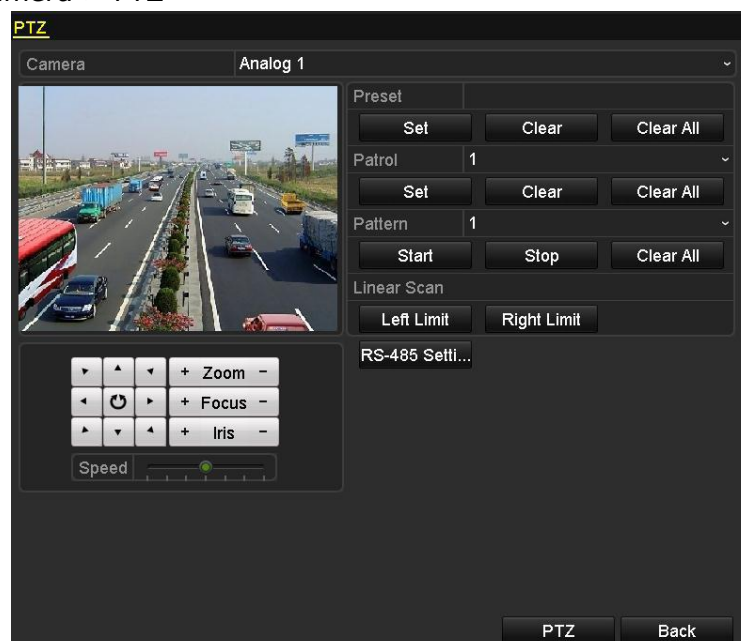 PTZ
Camera Analog 1
Preset
Set Clear Clear All
Patrol 1
Set Clear Clear All
Pattern 1
Start Stop Clear All
Linear Scan
Left Limit Right Limit
RS-485 Setti...
+ Zoom -
+ Focus -
+ Iris -
Speed
PTZ Back